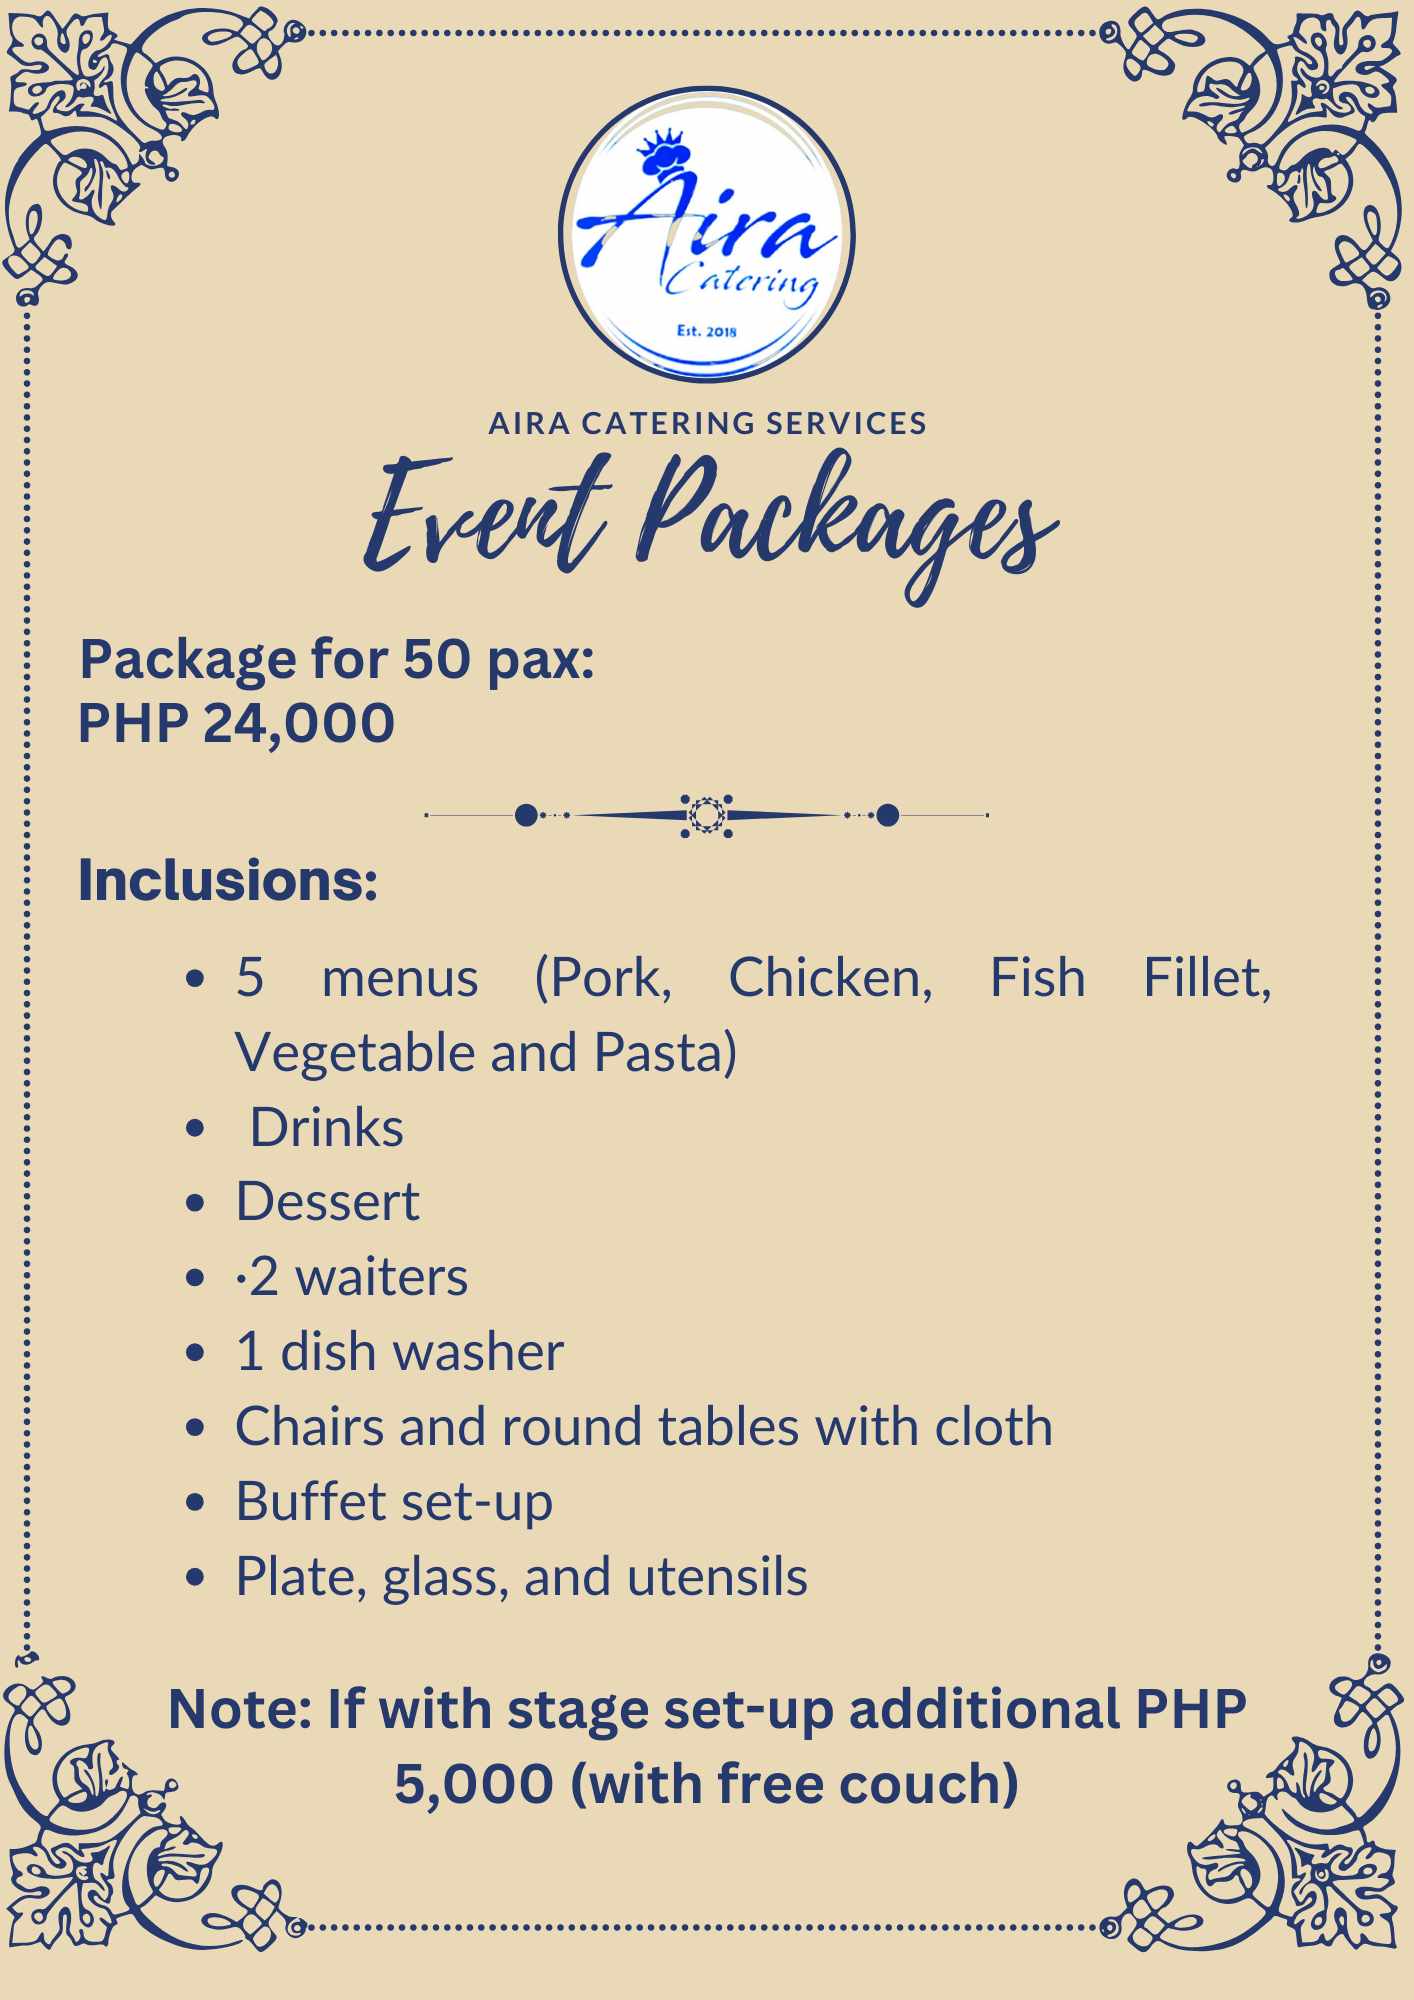 Aira
Catering
Est. 2018
AIRA CATERING SERVICES
Event Packages
Package for 50 pax:
PHP 24,000
Inclusions:
• 5 menus (Pork, Chicken, Fish Fillet,
Vegetable and Pasta)
• Drinks
• Dessert
• ·2 waiters
• 1 dish washer
• Chairs and round tables with cloth
• Buffet set-up
• Plate, glass, and utensils
Note: If with stage set-up additional PHP
5,000 (with free couch)